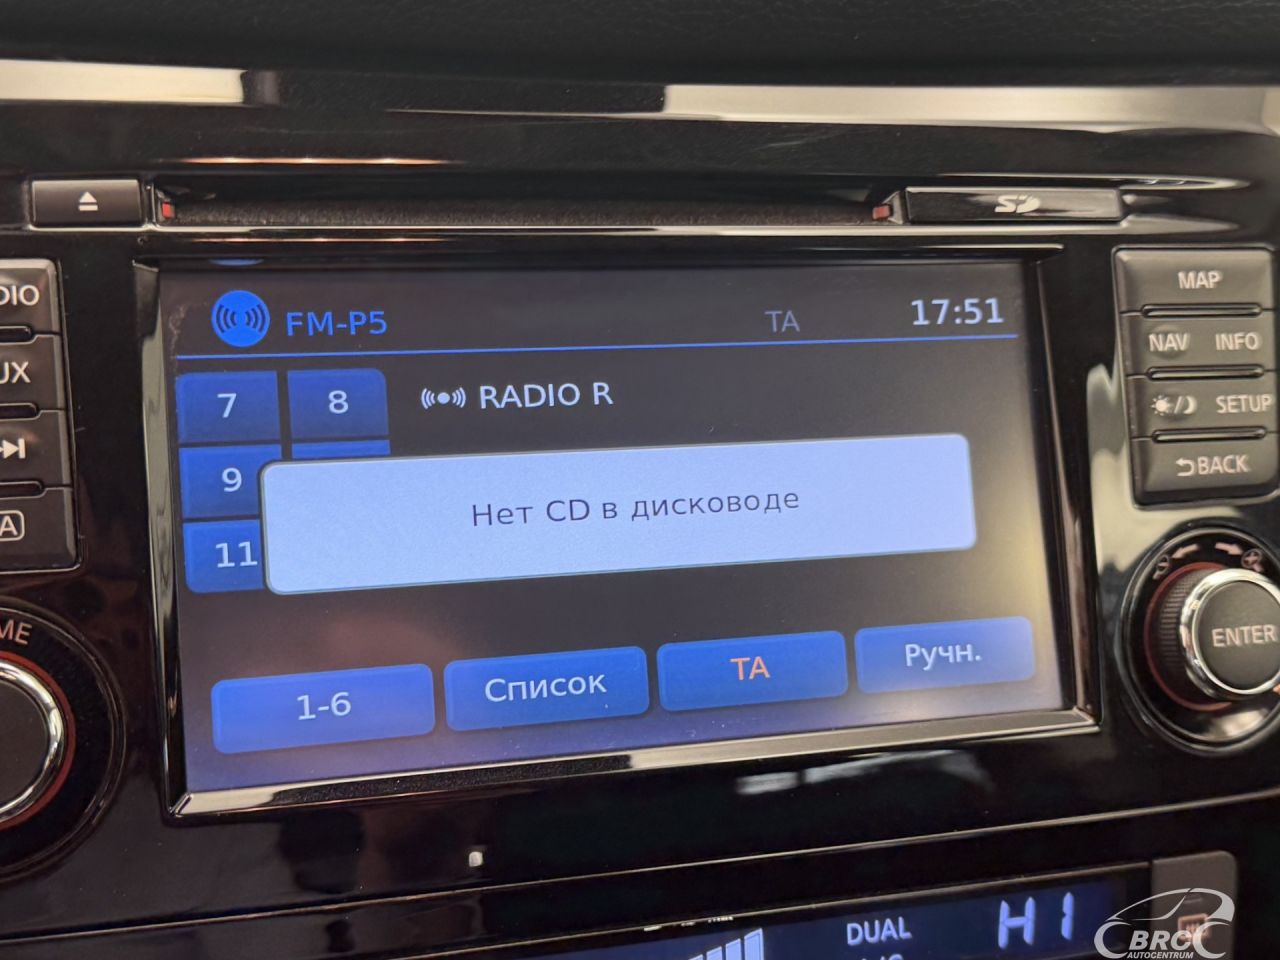 SD
MAP
NAV INFO
SETUP
BACK
ENTER
FM-P5 TA 17:51
7 8 RADIO R
9
11
Нет CD в дисководе
1-6 Список TA Ручн.
DUAL HI
BRC
AUTOCENTRUM